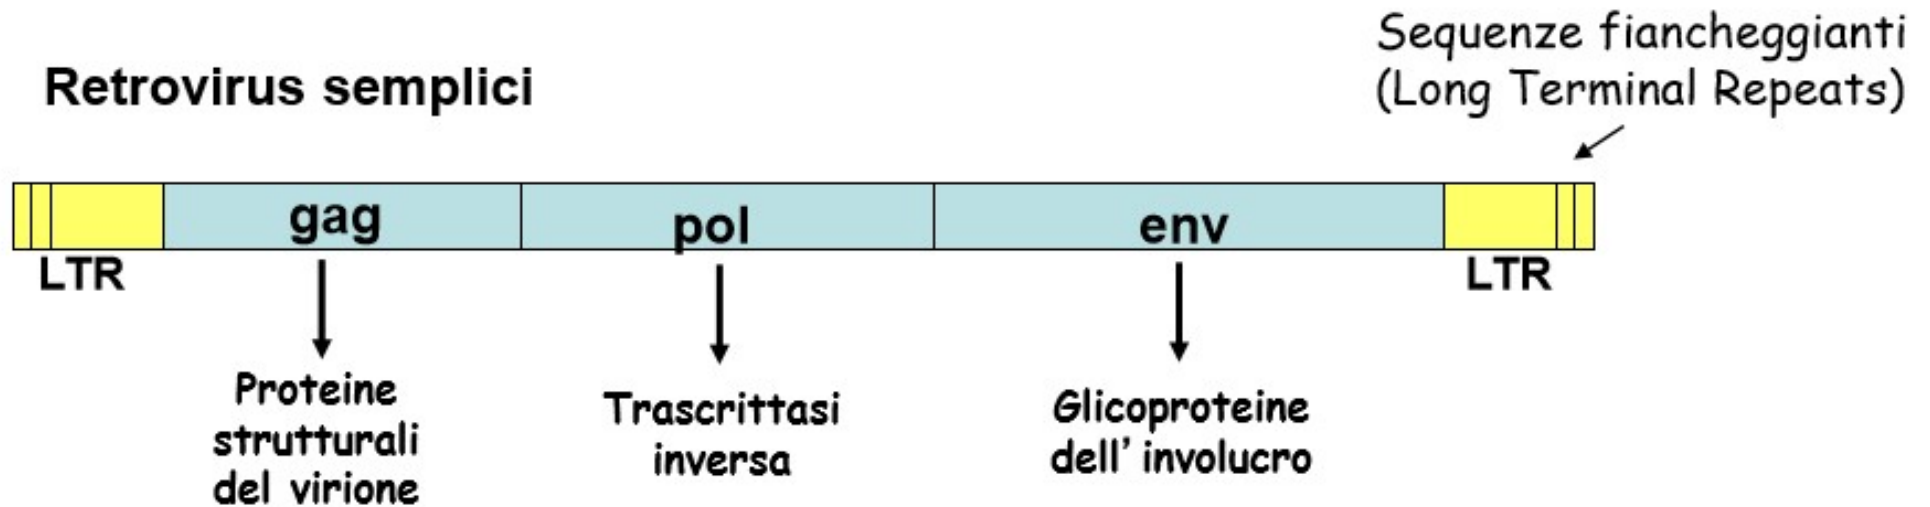 Sequenze fiancheggianti
(Long Terminal Repeats)
Retrovirus semplici
gag
pol
env
LTR
LTR
Proteine
strutturali
del virione
Trascrittasi
inversa
Glicoproteine
dell' involucro